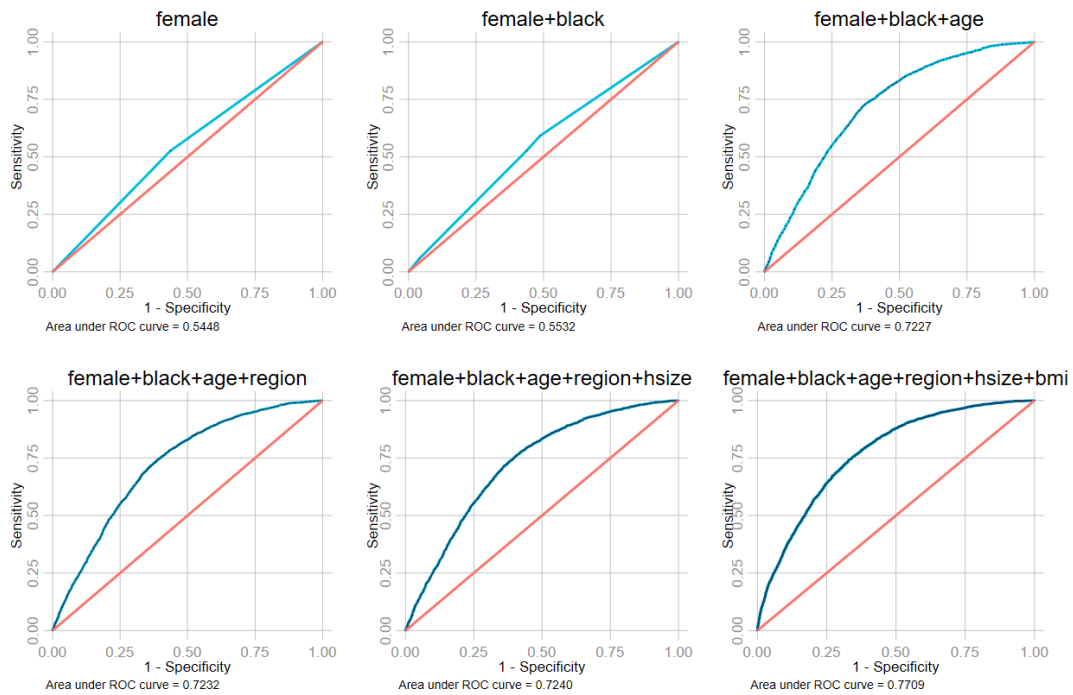 female
1.00
0.75
0.50
0.25
0.00
Sensitivity
0.00 0.25 0.50 0.75 1.00
1 - Specificity
Area under ROC curve = 0.5448
female+black
1.00
0.75
0.50
0.25
0.00
Sensitivity
0.00 0.25 0.50 0.75 1.00
1 - Specificity
Area under ROC curve = 0.5532
female+black+age
1.00
0.75
0.50
0.25
0.00
Sensitivity
0.00 0.25 0.50 0.75 1.00
1 - Specificity
Area under ROC curve = 0.7227
female+black+age+region
1.00
0.75
0.50
0.25
0.00
Sensitivity
0.00 0.25 0.50 0.75 1.00
1 - Specificity
Area under ROC curve = 0.7232
female+black+age+region+hsize
1.00
0.75
0.50
0.25
0.00
Sensitivity
0.00 0.25 0.50 0.75 1.00
1 - Specificity
Area under ROC curve = 0.7240
female+black+age+region+hsize+bmi
1.00
0.75
0.50
0.25
0.00
Sensitivity
0.00 0.25 0.50 0.75 1.00
1 - Specificity
Area under ROC curve = 0.7709